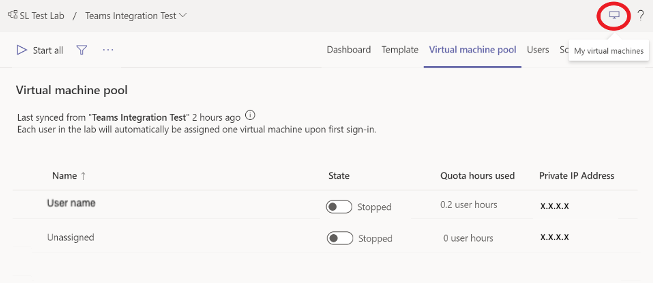 SL Test Lab / Teams Integration Test
?
Start all ... Dashboard Template Virtual machine pool Users
My virtual machines
Virtual machine pool
Last synced from "Teams Integration Test" 2 hours ago
Each user in the lab will automatically be assigned one virtual machine upon first sign-in.
Name ↑ State Quota hours used Private IP Address
User name Stopped 0.2 user hours X.X.X.X
Unassigned Stopped 0 user hours X.X.X.X